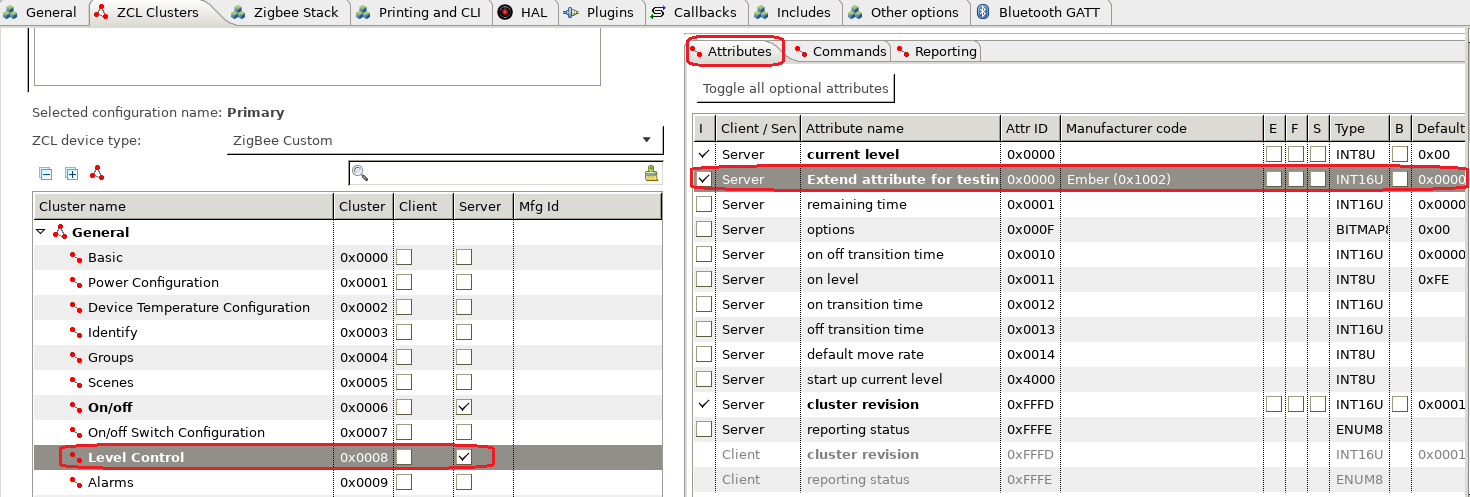 General ZCL Clusters Zigbee Stack Printing and CLI HAL Plugins Callbacks Includes Other options Bluetooth GATT
Selected configuration name: Primary
ZCL device type: ZigBee Custom
Cluster name Cluster Client Server Mfg Id
General
Basic 0x0000
Power Configuration 0x0001
Device Temperature Configuration 0x0002
Identify 0x0003
Groups 0x0004
Scenes 0x0005
On/off 0x0006
On/off Switch Configuration 0x0007
Level Control 0x0008
Alarms 0x0009
Attributes Commands Reporting
Toggle all optional attributes
I Client / Serv Attribute name Attr ID Manufacturer code E F S Type B Default
Server current level 0x0000 INT8U 0x00
Server Extend attribute for testin 0x0000 Ember (0x1002) INT16U 0x0000
Server remaining time 0x0001 INT16U 0x0000
Server options 0x000F BITMAP8 0x00
Server on off transition time 0x0010 INT16U 0x0000
Server on level 0x0011 INT8U 0xFE
Server on transition time 0x0012 INT16U
Server off transition time 0x0013 INT16U
Server default move rate 0x0014 INT8U
Server start up current level 0x4000 INT8U
Server cluster revision 0xFFFD INT16U 0x0001
Server reporting status 0xFFFE ENUM8
Client cluster revision 0xFFFD INT16U 0x0001
Client reporting status 0xFFFE ENUM8